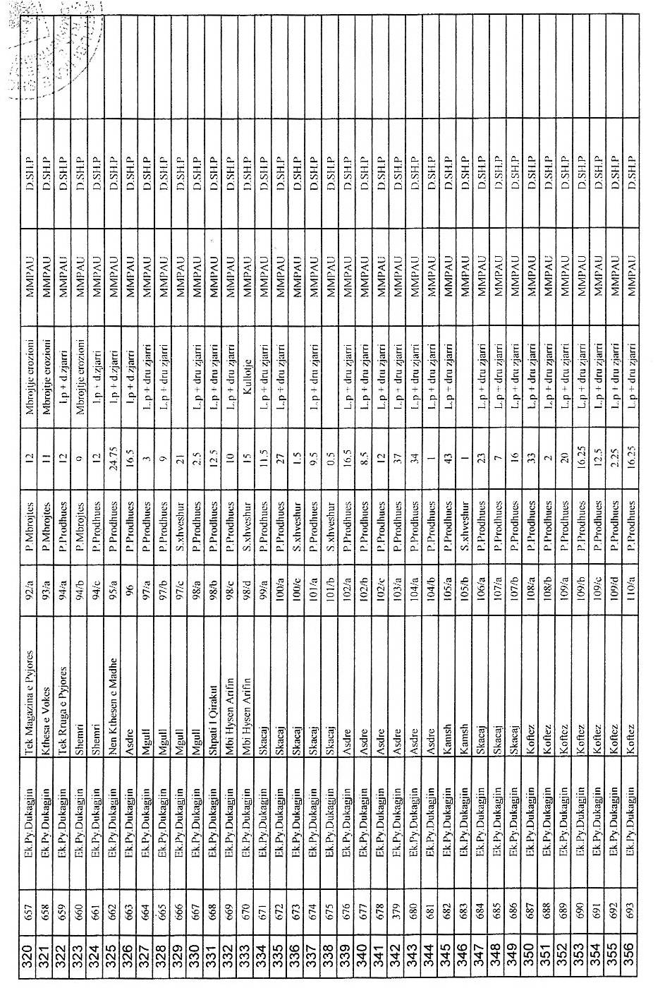 320 657 Ek.Py.Dukagjin Tek Magazina e Pyjores 92/a P.Mbrojtes 12 Mbrojtje erozioni MMPAU D.SH.P
321 658 Ek.Py.Dukagjin Kthesa e Vokes 93/a P.Mbrojtes 11 Mbrojtje erozioni MMPAU D.SH.P
322 659 Ek.Py.Dukagjin Tek Rruga e Pyjores 94/a P.Prodhues 12 l.p + d.zjarri MMPAU D.SH.P
323 660 Ek.Py.Dukagjin Shemri 94/b P.Mbrojtes 9 Mbrojtje erozioni MMPAU D.SH.P
324 661 Ek.Py.Dukagjin Shemri 94/c P.Prodhues 12 l.p + d.zjarri MMPAU D.SH.P
325 662 Ek.Py.Dukagjin Nen Kthesen e Madhe 95/a P.Prodhues 24.75 l.p + d.zjarri MMPAU D.SH.P
326 663 Ek.Py.Dukagjin Asdre 96 P.Prodhues 16.5 l.p + d.zjarri MMPAU D.SH.P
327 664 Ek.Py.Dukagjin Mgull 97/a P.Prodhues 3 L.p + dru zjarri MMPAU D.SH.P
328 665 Ek.Py.Dukagjin Mgull 97/b P.Prodhues 9 L.p + dru zjarri MMPAU D.SH.P
329 666 Ek.Py.Dukagjin Mgull 97/c S.xhveshur 21 MMPAU D.SH.P
330 667 Ek.Py.Dukagjin Mgull 98/a P.Prodhues 2.5 L.p + dru zjarri MMPAU D.SH.P
331 668 Ek.Py.Dukagjin Shpati I Qirakut 98/b P.Prodhues 12.5 L.p + dru zjarri MMPAU D.SH.P
332 669 Ek.Py.Dukagjin Mbi Hysen Arifin 98/c P.Prodhues 10 L.p + dru zjarri MMPAU D.SH.P
333 670 Ek.Py.Dukagjin Mbi Hysen Arifin 98/d S.xhveshur 15 Kullotje MMPAU D.SH.P
334 671 Ek.Py.Dukagjin Skacaj 99/a P.Prodhues 11.5 L.p + dru zjarri MMPAU D.SH.P
335 672 Ek.Py.Dukagjin Skacaj 100/a P.Prodhues 27 L.p + dru zjarri MMPAU D.SH.P
336 673 Ek.Py.Dukagjin Skacaj 100/c S.xhveshur 1.5 MMPAU D.SH.P
337 674 Ek.Py.Dukagjin Skacaj 101/a P.Prodhues 9.5 L.p + dru zjarri MMPAU D.SH.P
338 675 Ek.Py.Dukagjin Skacaj 101/b S.xhveshur 0.5 MMPAU D.SH.P
339 676 Ek.Py.Dukagjin Asdre 102/a P.Prodhues 16.5 L.p + dru zjarri MMPAU D.SH.P
340 677 Ek.Py.Dukagjin Asdre 102/b P.Prodhues 8.5 L.p + dru zjarri MMPAU D.SH.P
341 678 Ek.Py.Dukagjin Asdre 102/c P.Prodhues 12 L.p + dru zjarri MMPAU D.SH.P
342 379 Ek.Py.Dukagjin Asdre 103/a P.Prodhues 37 L.p + dru zjarri MMPAU D.SH.P
343 680 Ek.Py.Dukagjin Asdre 104/a P.Prodhues 34 L.p + dru zjarri MMPAU D.SH.P
344 681 Ek.Py.Dukagjin Asdre 104/b P.Prodhues 1 L.p + dru zjarri MMPAU D.SH.P
345 682 Ek.Py.Dukagjin Kamsh 105/a P.Prodhues 43 L.p + dru zjarri MMPAU D.SH.P
346 683 Ek.Py.Dukagjin Kamsh 105/b S.xhveshur 1 MMPAU D.SH.P
347 684 Ek.Py.Dukagjin Skacaj 106/a P.Prodhues 23 L.p + dru zjarri MMPAU D.SH.P
348 685 Ek.Py.Dukagjin Skacaj 107/a P.Prodhues 7 L.p + dru zjarri MMPAU D.SH.P
349 686 Ek.Py.Dukagjin Skacaj 107/b P.Prodhues 16 L.p + dru zjarri MMPAU D.SH.P
350 687 Ek.Py.Dukagjin Koftez 108/a P.Prodhues 33 L.p + dru zjarri MMPAU D.SH.P
351 688 Ek.Py.Dukagjin Koftez 108/b P.Prodhues 2 L.p + dru zjarri MMPAU D.SH.P
352 689 Ek.Py.Dukagjin Koftez 109/a P.Prodhues 20 L.p + dru zjarri MMPAU D.SH.P
353 690 Ek.Py.Dukagjin Koftez 109/b P.Prodhues 16.25 L.p + dru zjarri MMPAU D.SH.P
354 691 Ek.Py.Dukagjin Koftez 109/c P.Prodhues 12.5 L.p + dru zjarri MMPAU D.SH.P
355 692 Ek.Py.Dukagjin Koftez 109/d P.Prodhues 2.25 L.p + dru zjarri MMPAU D.SH.P
356 693 Ek.Py.Dukagjin Koftez 110/a P.Prodhues 16.25 L.p + dru zjarri MMPAU D.SH.P